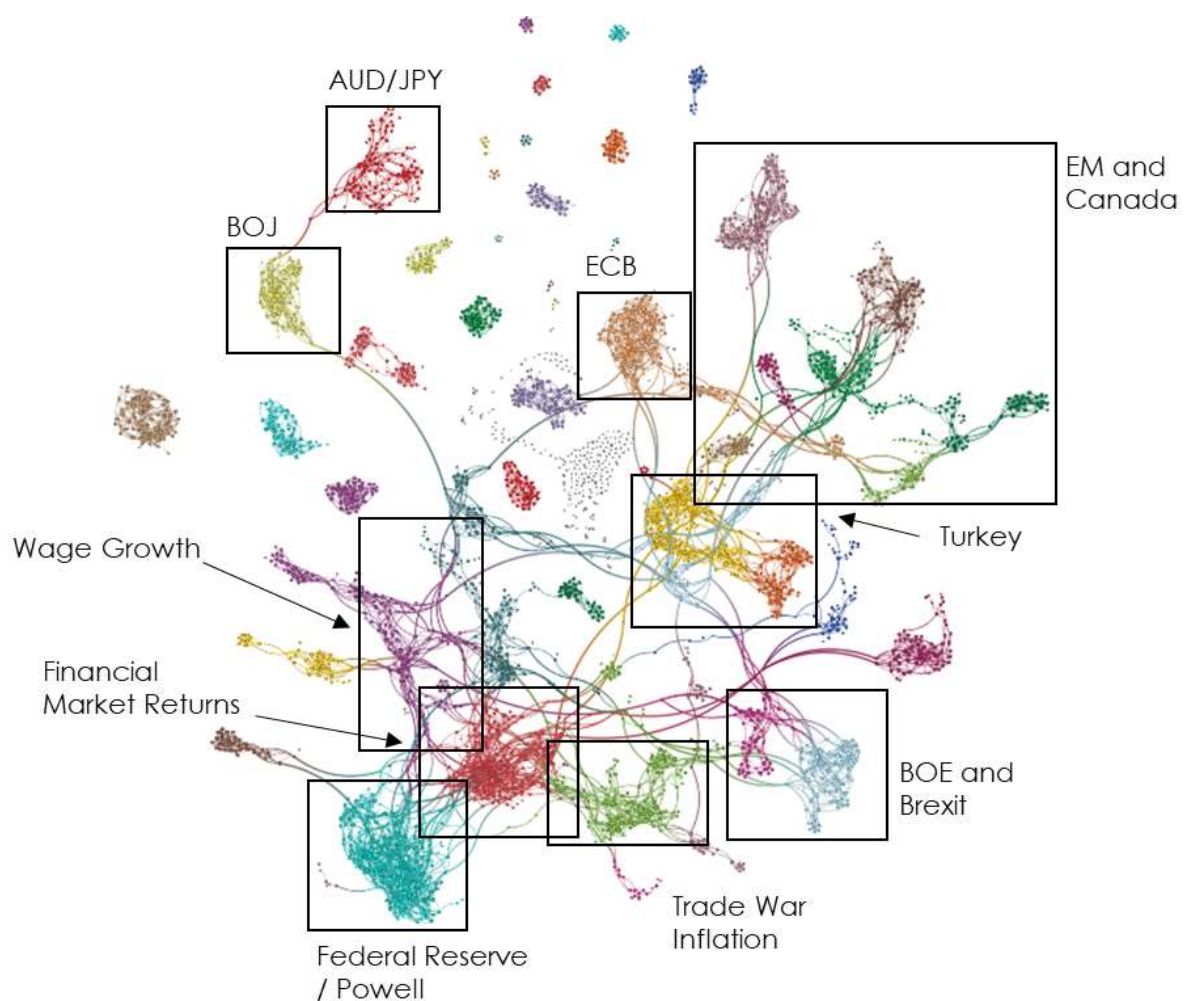 AUD/JPY
EM and
Canada
BOJ
ECB
Wage Growth
Turkey
Financial
Market Returns
BOE and
Brexit
Trade War
Inflation
Federal Reserve
/ Powell